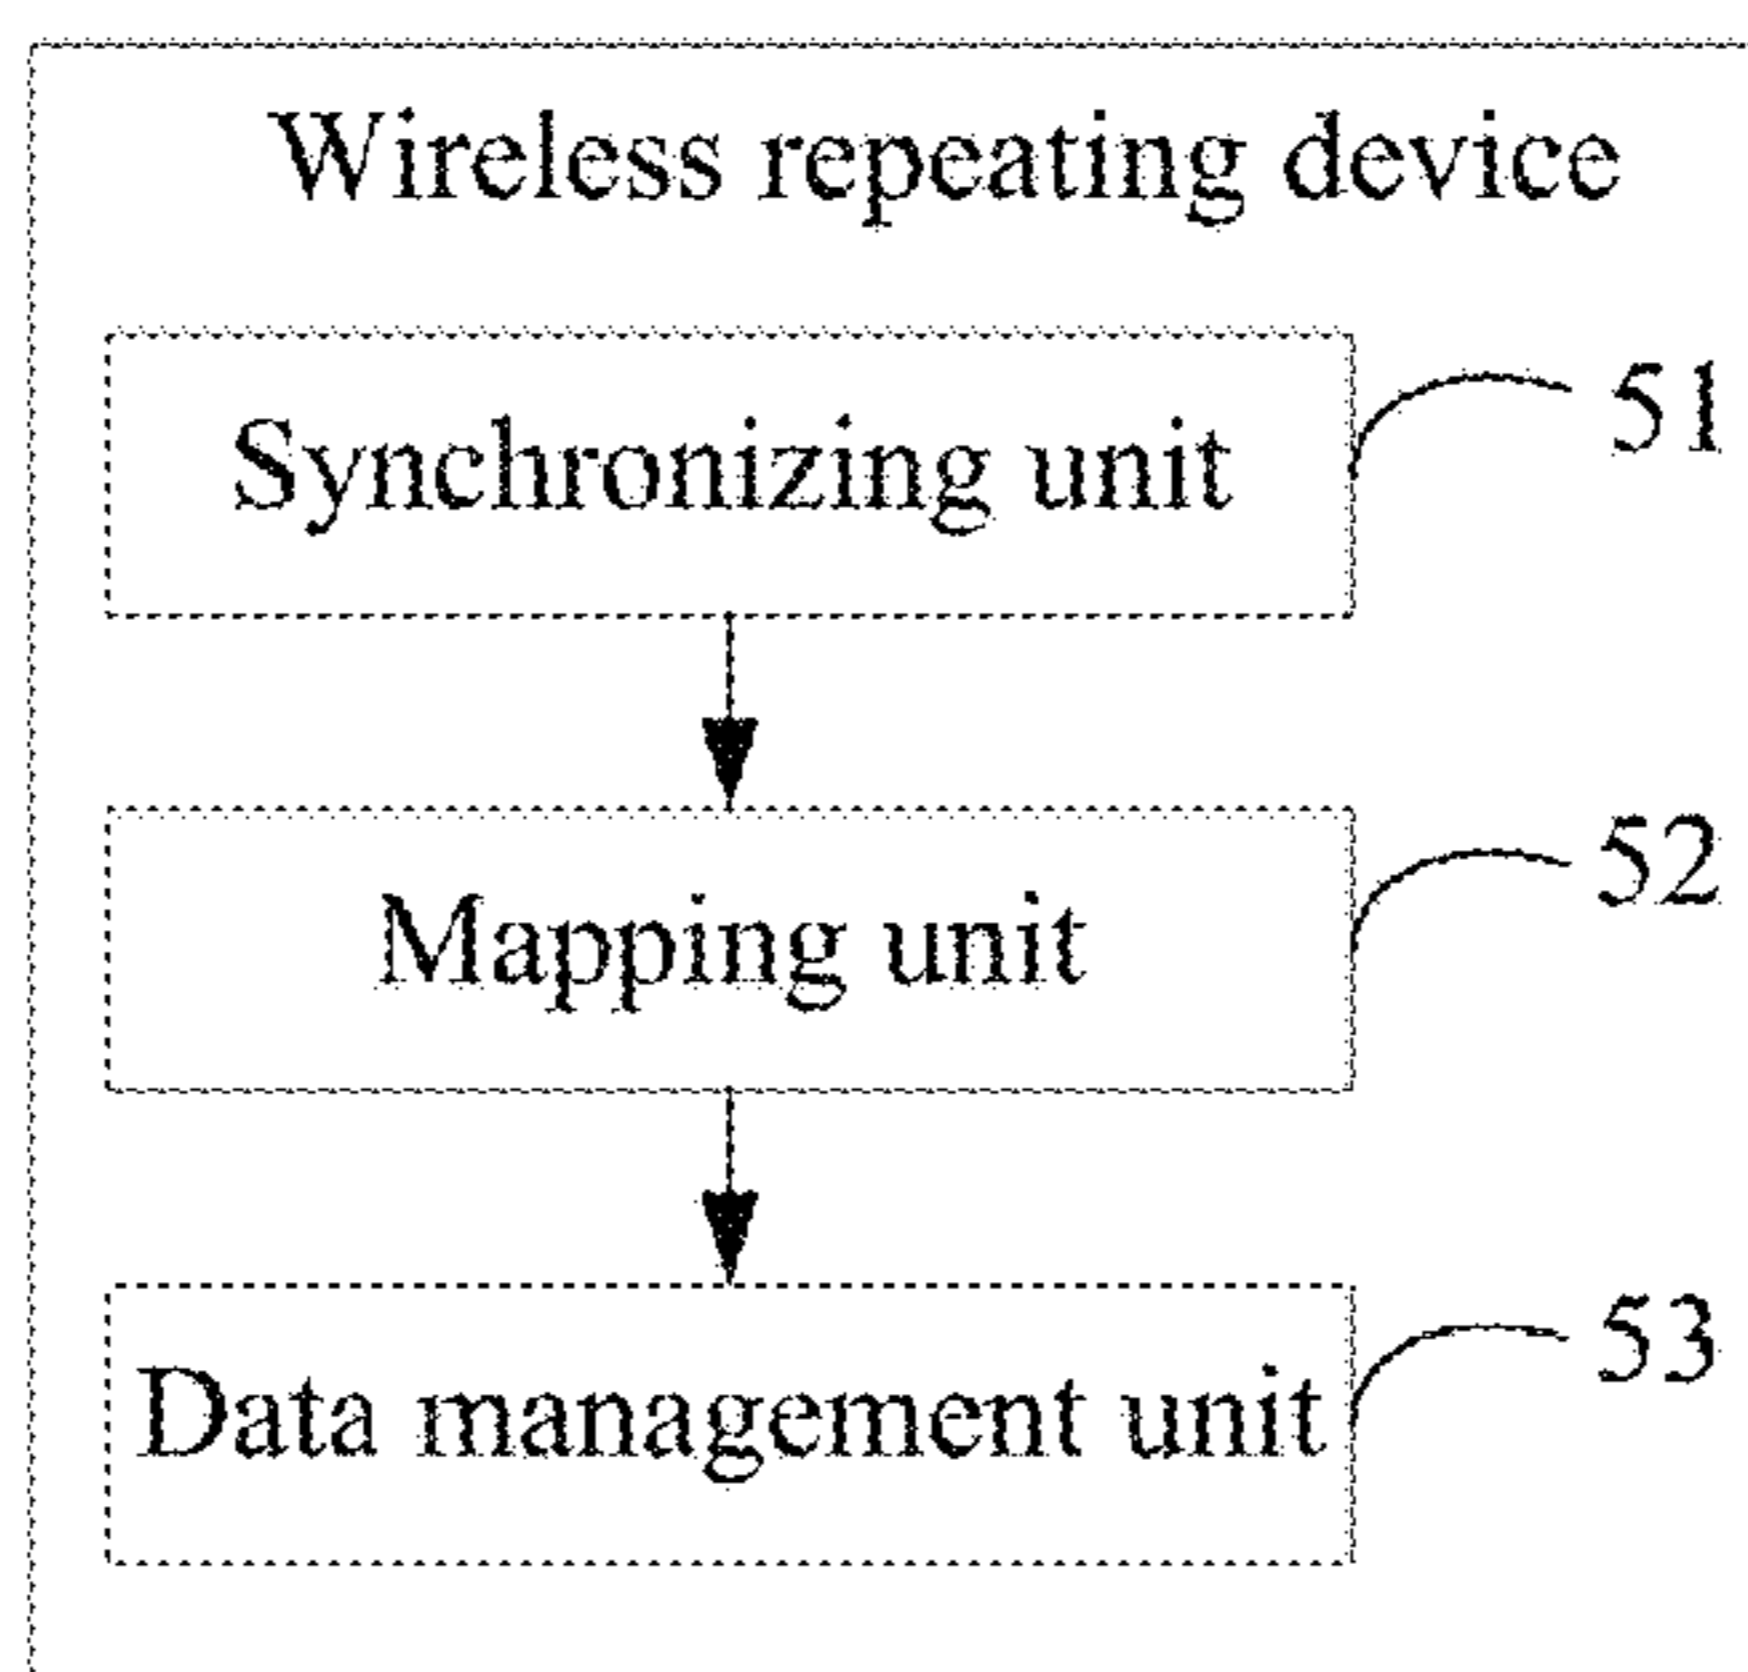 Wireless repeating device
Synchronizing unit
51
Mapping unit
52
Data management unit
53